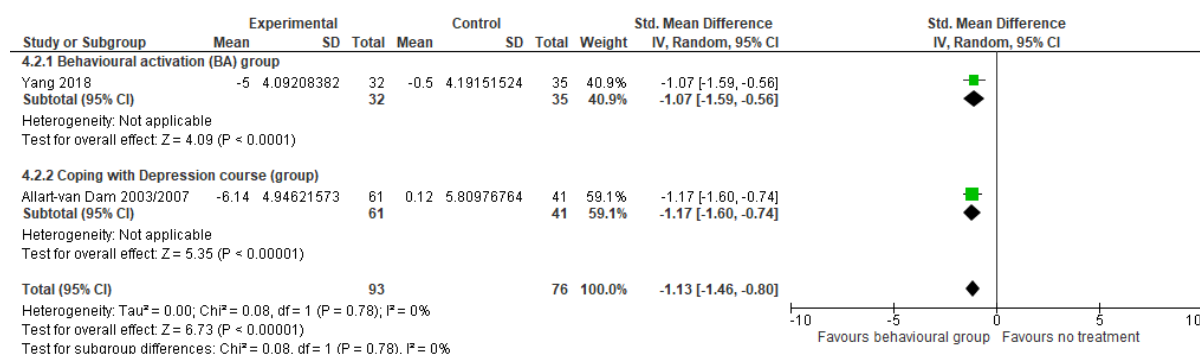 Experimental Control Std. Mean Difference Std. Mean Difference
Study or Subgroup Mean SD Total Mean SD Total Weight IV, Random, 95% CI IV, Random, 95% CI
4.2.1 Behavioural activation (BA) group
Yang 2018 -5 4.09208382 32 -0.5 4.19151524 35 40.9% -1.07 [-1.59, -0.56]
Subtotal (95% CI) 32 35 40.9% -1.07 [-1.59, -0.56]
Heterogeneity: Not applicable
Test for overall effect: Z = 4.09 (P < 0.0001)
4.2.2 Coping with Depression course (group)
Allart-van Dam 2003/2007 -6.14 4.94621573 61 0.12 5.80976764 41 59.1% -1.17 [-1.60, -0.74]
Subtotal (95% CI) 61 41 59.1% -1.17 [-1.60, -0.74]
Heterogeneity: Not applicable
Test for overall effect: Z = 5.35 (P < 0.00001)
Total (95% CI) 93 76 100.0% -1.13 [-1.46, -0.80]
Heterogeneity: Tau² = 0.00; Chi² = 0.08, df = 1 (P = 0.78); I² = 0%
Test for overall effect: Z = 6.73 (P < 0.00001)
Test for subgroup differences: Chi² = 0.08, df = 1 (P = 0.78), I² = 0%
-10 -5 0 5 10
Favours behavioural group Favours no treatment